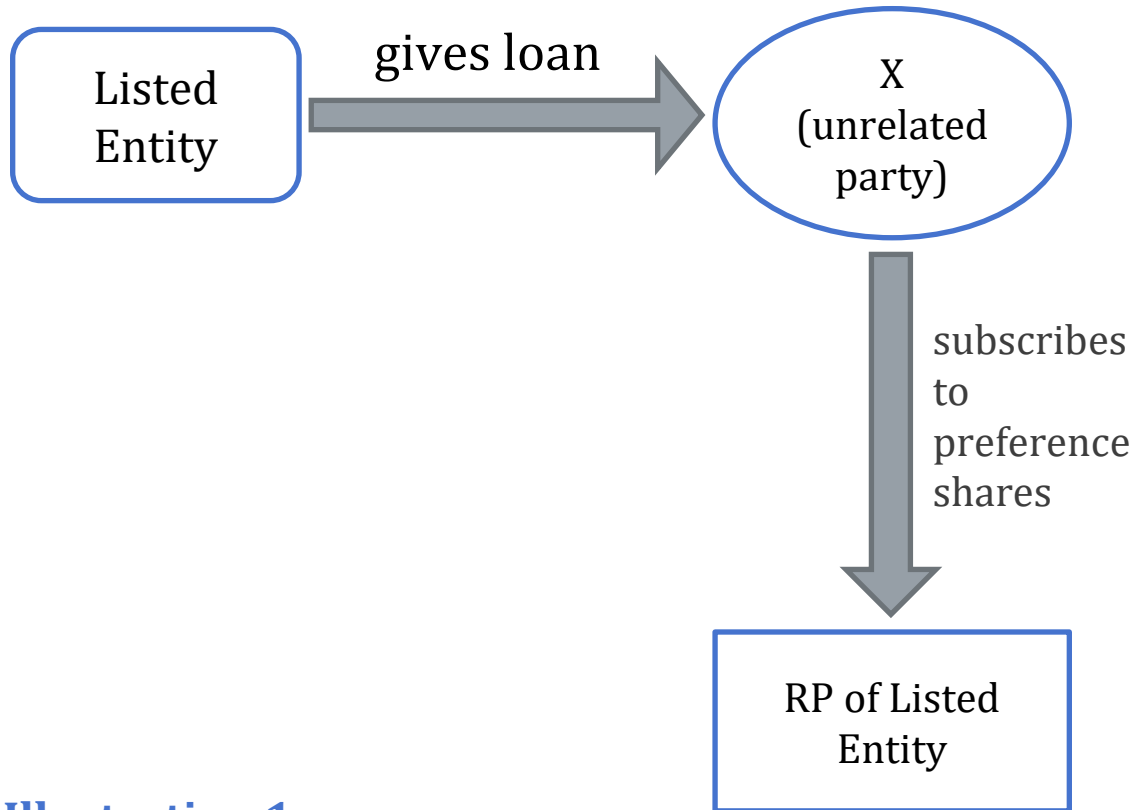 Listed
Entity
gives loan
X
(unrelated
party)
subscribes
to
preference
shares
RP of Listed
Entity